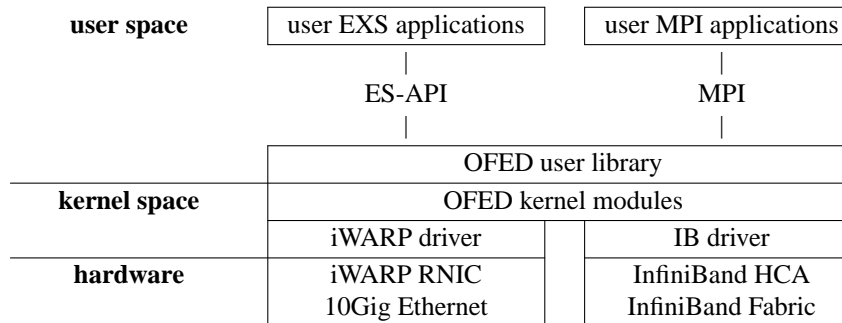 user space user EXS applications user MPI applications
ES-API MPI
OFED user library
kernel space OFED kernel modules
iWARP driver IB driver
hardware iWARP RNIC InfiniBand HCA
10Gig Ethernet InfiniBand Fabric